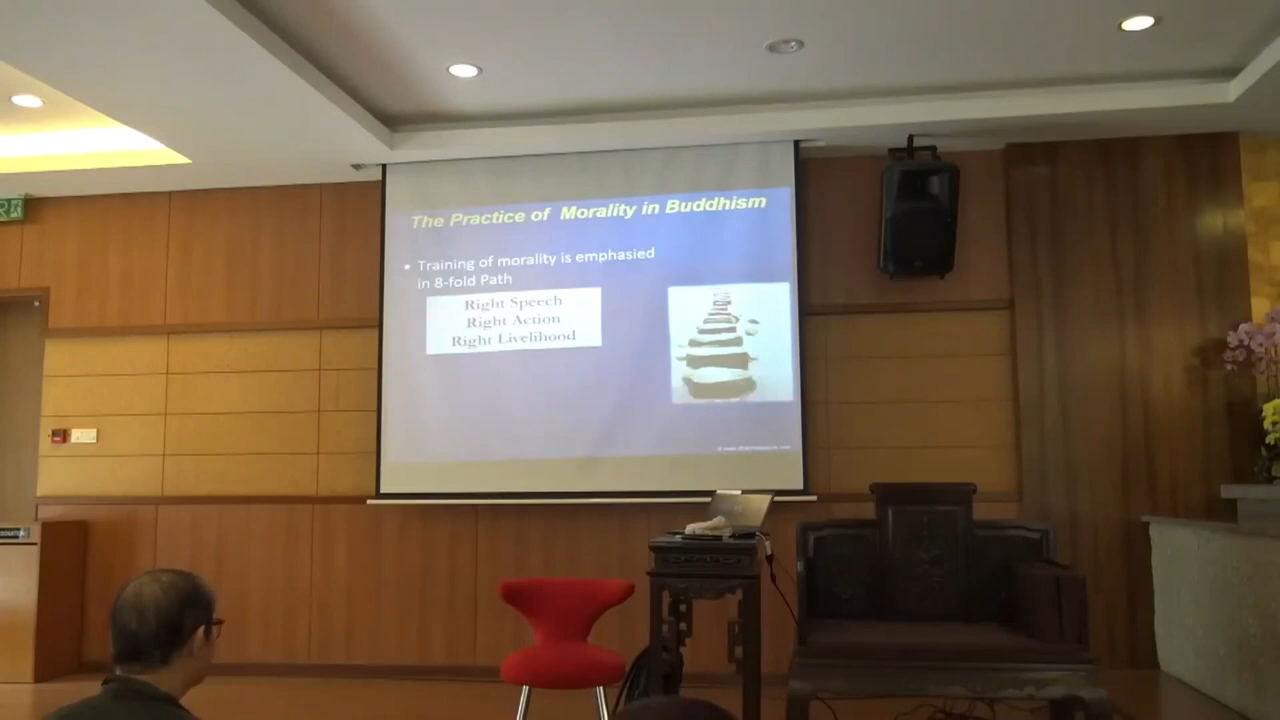 The Practice of Morality in Buddhism
• Training of morality is emphasied
in 8-fold Path
Right Speech
Right Action
Right Livelihood